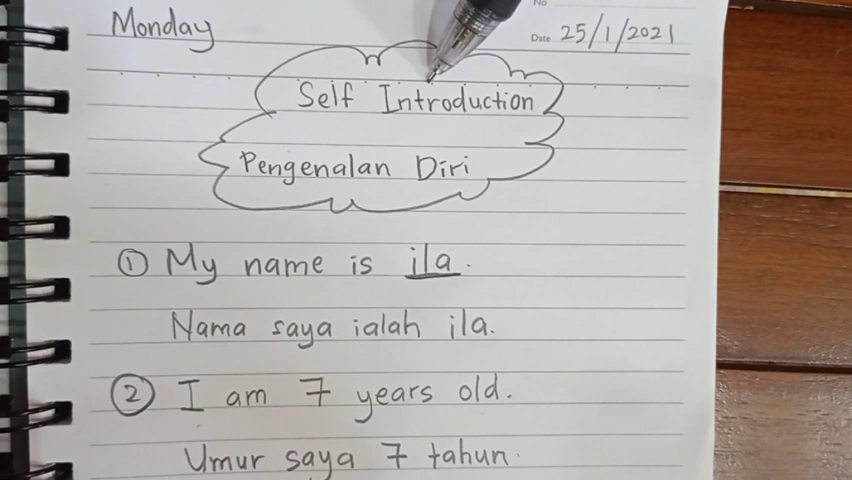 No
Monday
Date 25/1/2021
Self Introduction
Pengenalan Diri
① My name is ila.
Nama saya ialah ila.
② I am 7 years old.
Umur saya 7 tahun.